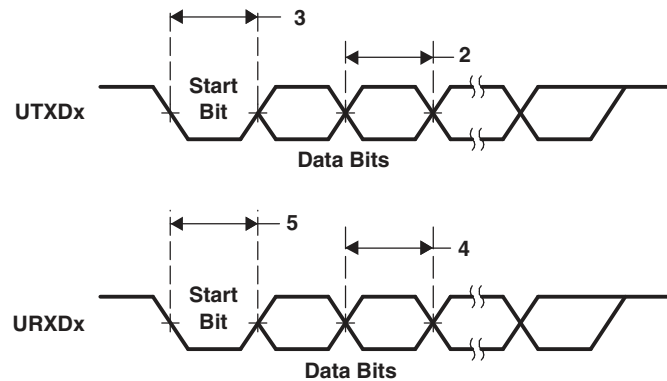 3
2
Start
Bit
UTXDx
Data Bits
5
4
Start
Bit
URXDx
Data Bits